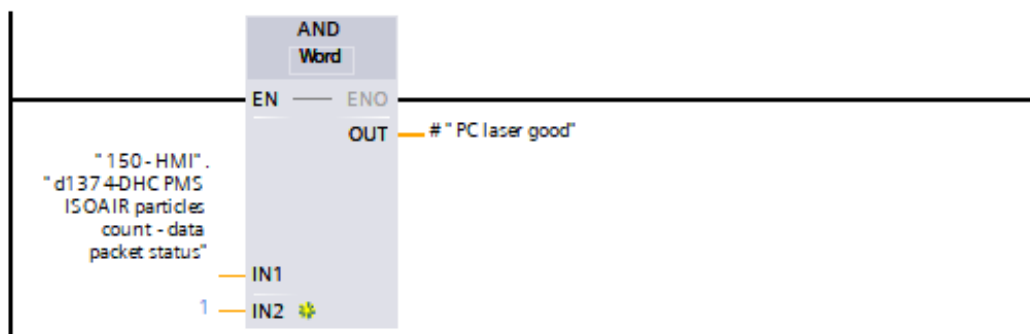 AND
Word
EN ENO
OUT # " PC laser good"
" 150 - HMI" .
" d1374-DHC PMS
ISOAIR particles
count - data
packet status"
IN1
1 IN2